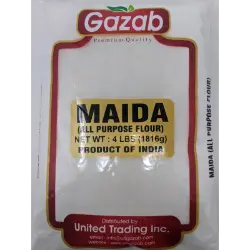 Gazab
Premium Quality
MAIDA
(ALL PURPOSE FLOUR)
NET WT : 4 LBS (1816g)
PRODUCT OF INDIA
MAIDA (ALL PURPOSE FLOUR)
Distributed by
United Trading Inc.